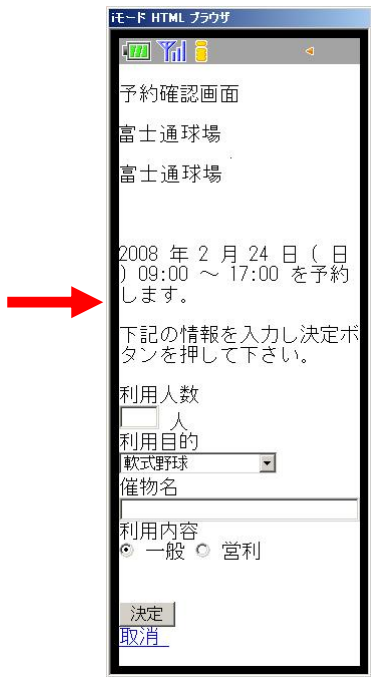 iモード HTML ブラウザ
予約確認画面
富士通球場
富士通球場
2008 年 2 月 24 日 ( 日
) 09:00 ～ 17:00 を予約
します。
下記の情報を入力し決定ボ
タンを押して下さい。
利用人数
人
利用目的
軟式野球
催物名
利用内容
一般 営利
決定
取消